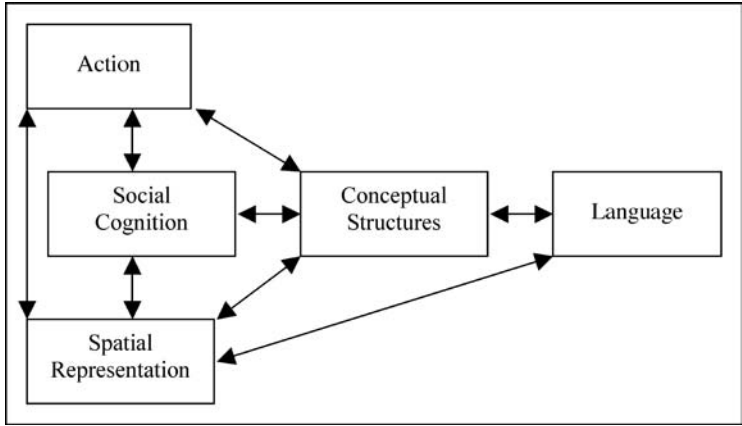 Action
Social
Cognition
Conceptual
Structures
Language
Spatial
Representation